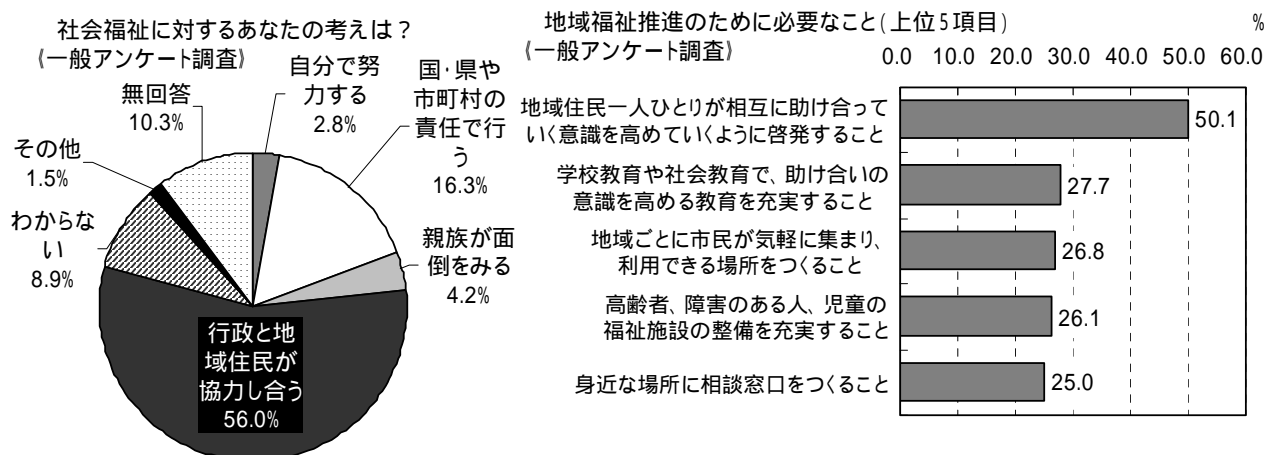 社会福祉に対するあなたの考えは？
《一般アンケート調査》
自分で努
力する
2.8%
国・県や
市町村の
責任で行
う
16.3%
親族が面
倒をみる
4.2%
行政と地
域住民が
協力し合う
56.0%
わからな
い
8.9%
その他
1.5%
無回答
10.3%
地域福祉推進のために必要なこと(上位5項目)
《一般アンケート調査》
%
0.0 10.0 20.0 30.0 40.0 50.0 60.0
地域住民一人ひとりが相互に助け合って
いく意識を高めていくように啓発すること
50.1
学校教育や社会教育で、助け合いの
意識を高める教育を充実すること
27.7
地域ごとに市民が気軽に集まり、
利用できる場所をつくること
26.8
高齢者、障害のある人、児童の
福祉施設の整備を充実すること
26.1
身近な場所に相談窓口をつくること
25.0